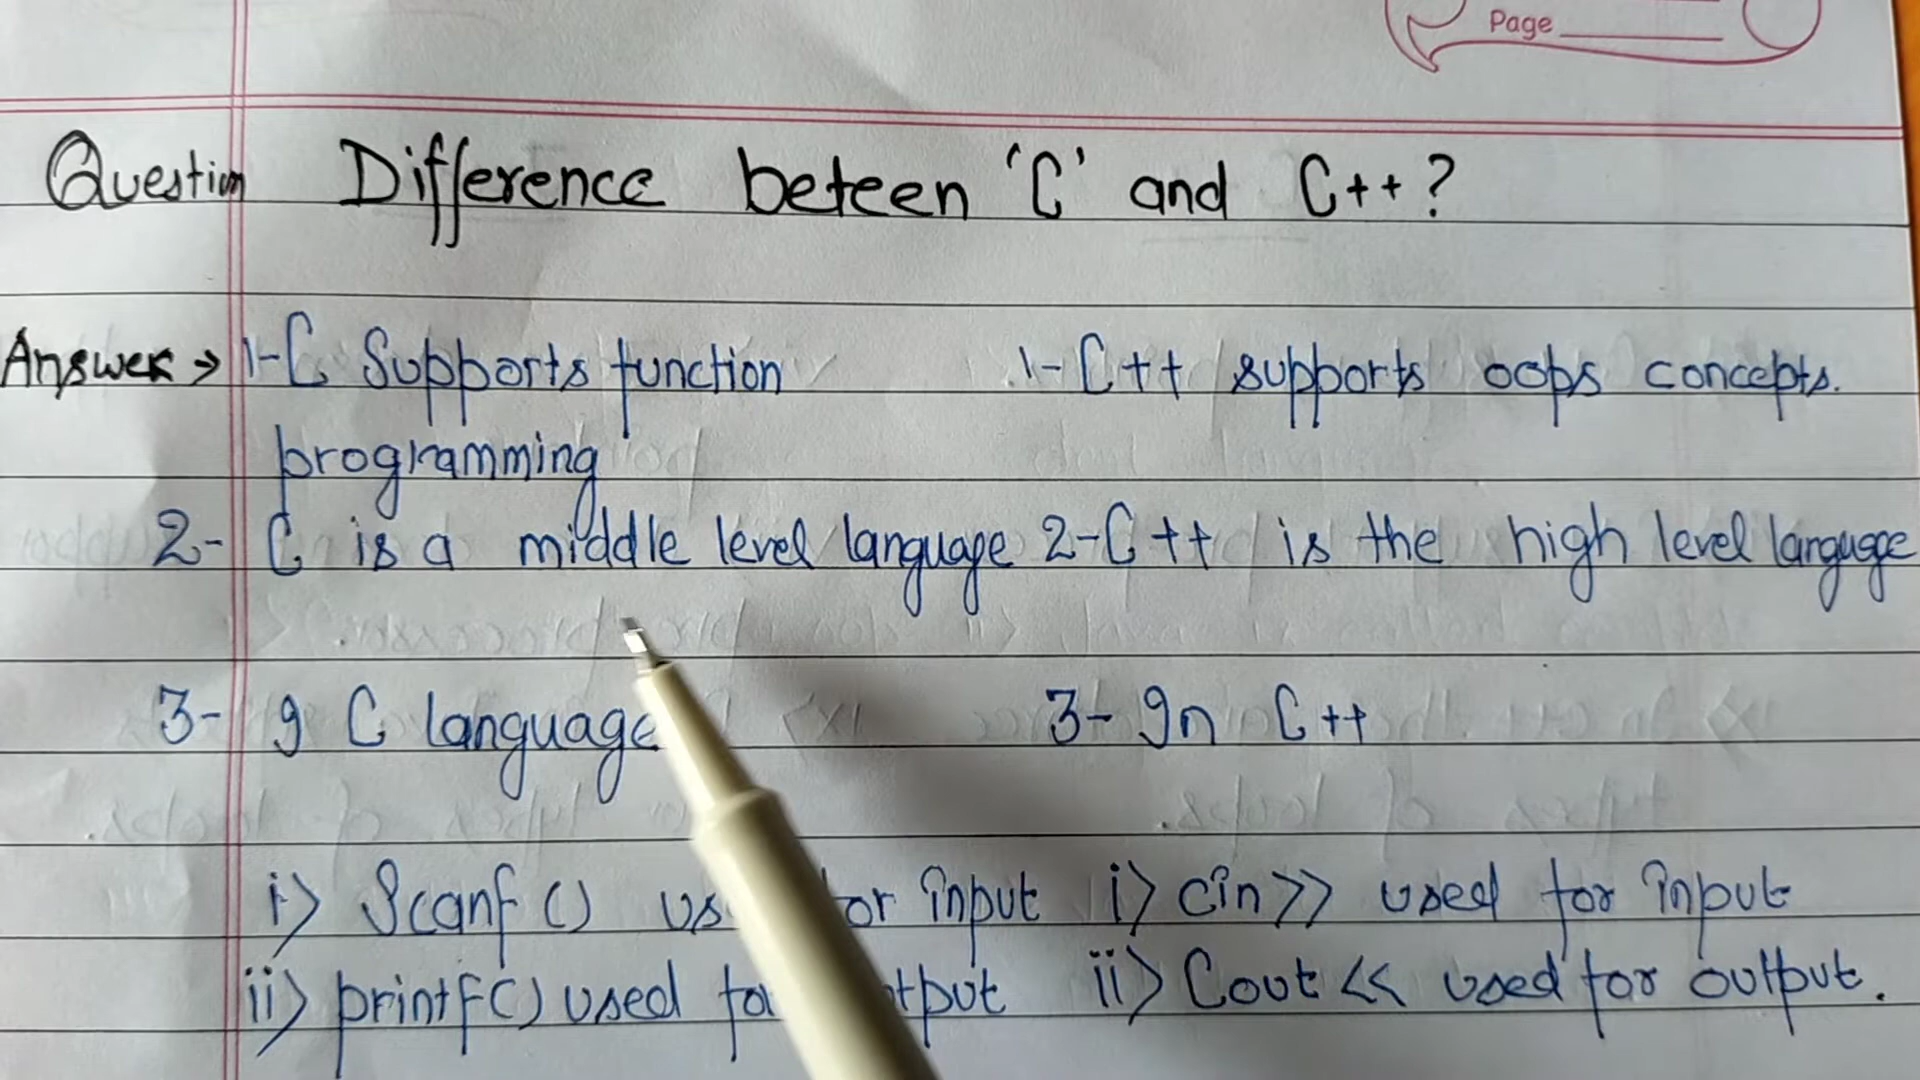 Page
Question Difference beteen 'C' and C++?
Answer → 1-C Supports function 1-C++ supports oops concepts.
programming
2- C is a middle level language 2-C++ is the high level language
3- g C language 3- In C++
i) Scanf () for input i) cin>> used for input
ii) printf() used ii) Cout << used for output.